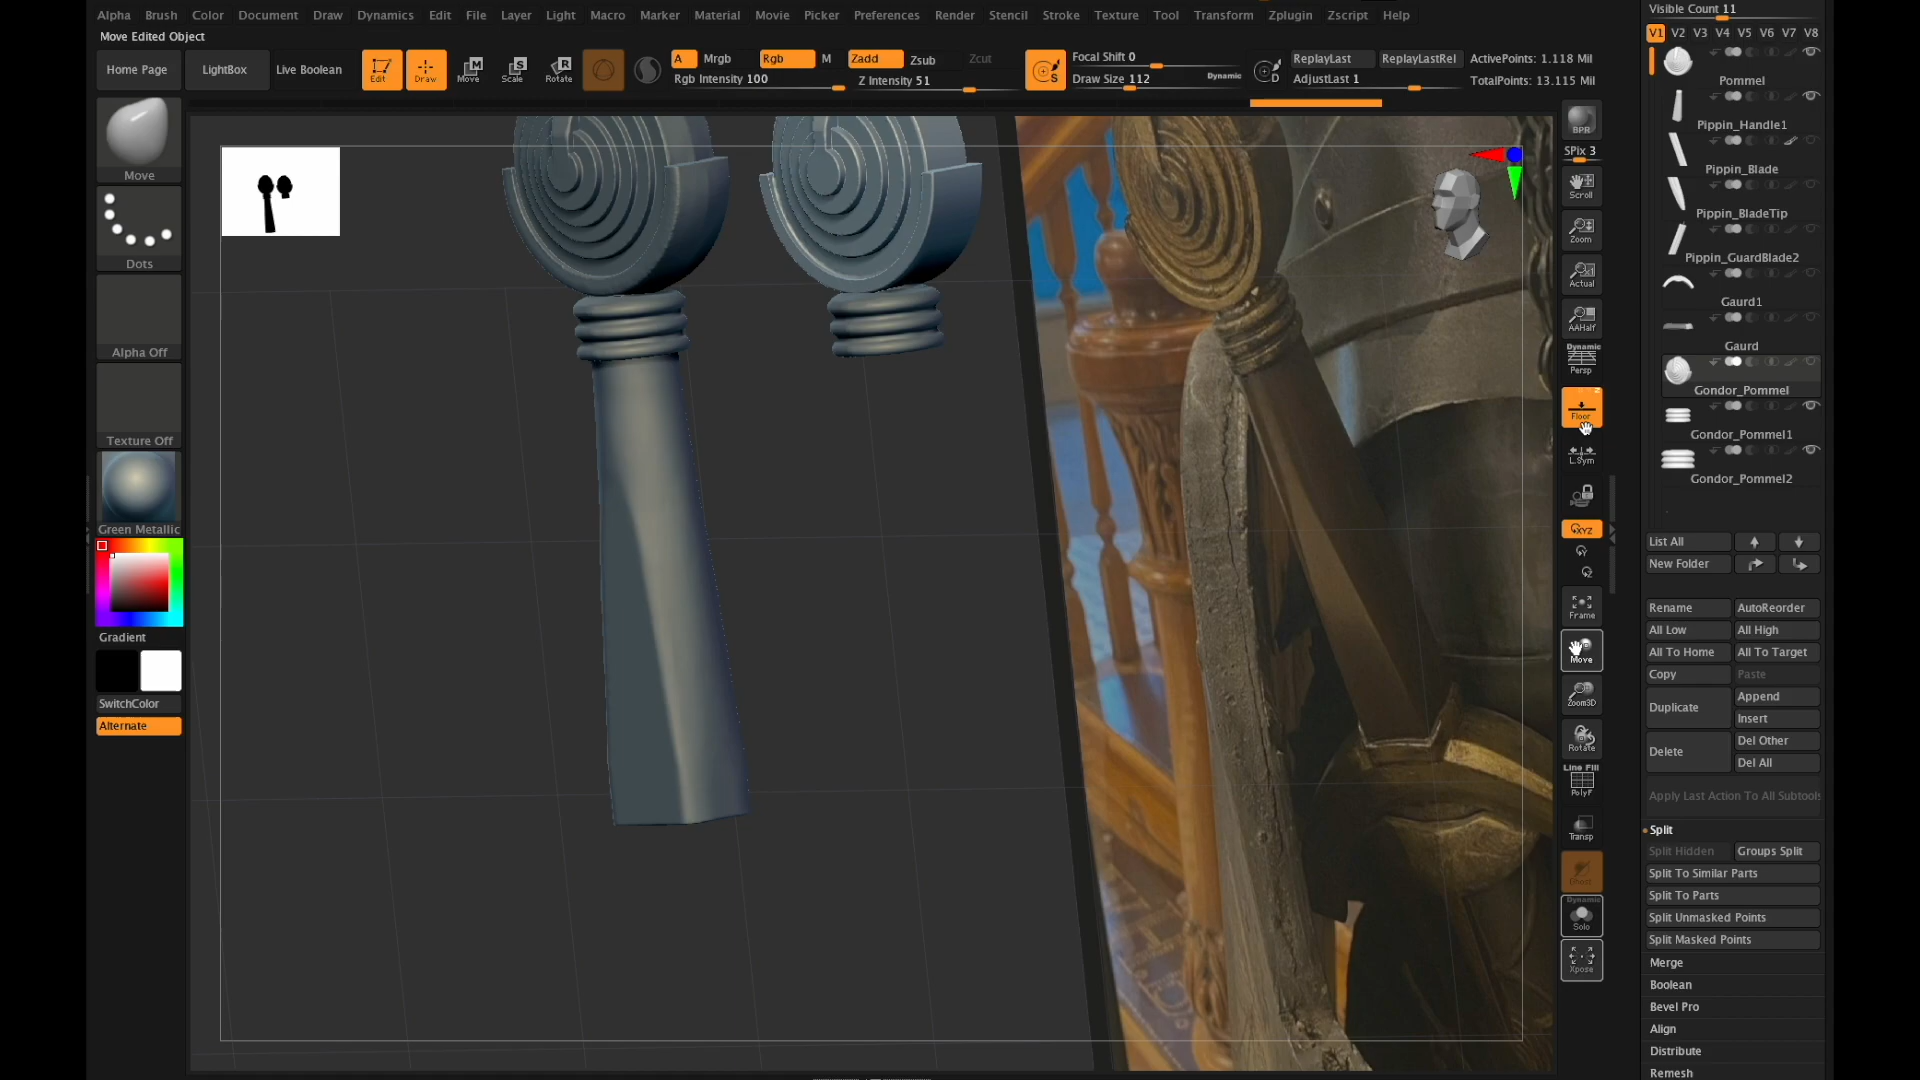 Alpha Brush Color Document Draw Dynamics Edit File Layer Light Macro Marker Material Movie Picker Preferences Render Stencil Stroke Texture Tool Transform Zplugin Zscript Help
Move Edited Object
Home Page
LightBox
Live Boolean
Edit
Draw
Move
Scale
Rotate
A Mrgb Rgb M Zadd Zsub Zcut
Rgb Intensity 100
Z Intensity 51
Focal Shift 0
Draw Size 112
Dynamic
ReplayLast ReplayLastRel
AdjustLast 1
ActivePoints: 1.118 Mil
TotalPoints: 13.115 Mil
Move
Dots
Alpha Off
Texture Off
Green Metallic
Gradient
SwitchColor
Alternate
BPR
SPix 3
Scroll
Zoom
Actual
AAHalf
Dynamic
Persp
Floor
L.Sym
XYZ
Frame
Move
Zoom3D
Rotate
Line Fill
PolyF
Transp
Ghost
Dynamic
Solo
Xpose
Visible Count 11
V1 V2 V3 V4 V5 V6 V7 V8
Pommel
Pippin_Handle1
Pippin_Blade
Pippin_BladeTip
Pippin_GuardBlade2
Gaurd1
Gaurd
Gondor_Pommel
Gondor_Pommel1
Gondor_Pommel2
List All
New Folder
Rename AutoReorder
All Low All High
All To Home All To Target
Copy Paste
Duplicate
Append
Insert
Delete
Del Other
Del All
Apply Last Action To All Subtools
Split
Split Hidden Groups Split
Split To Similar Parts
Split To Parts
Split Unmasked Points
Split Masked Points
Merge
Boolean
Bevel Pro
Align
Distribute
Remesh